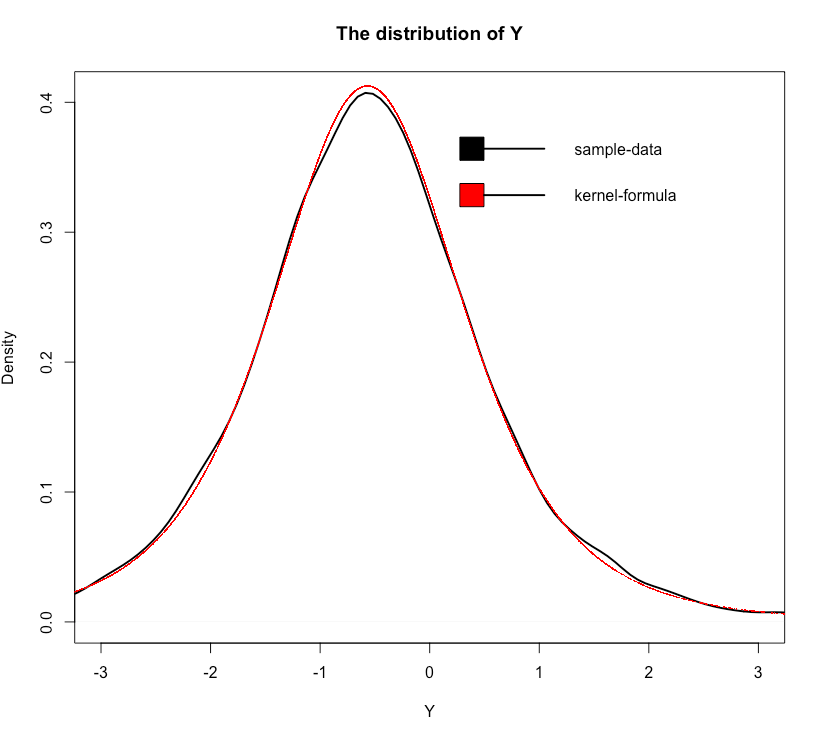 The distribution of Y
sample-data
kernel-formula
Density
0.4
0.3
0.2
0.1
0.0
-3 -2 -1 0 1 2 3
Y